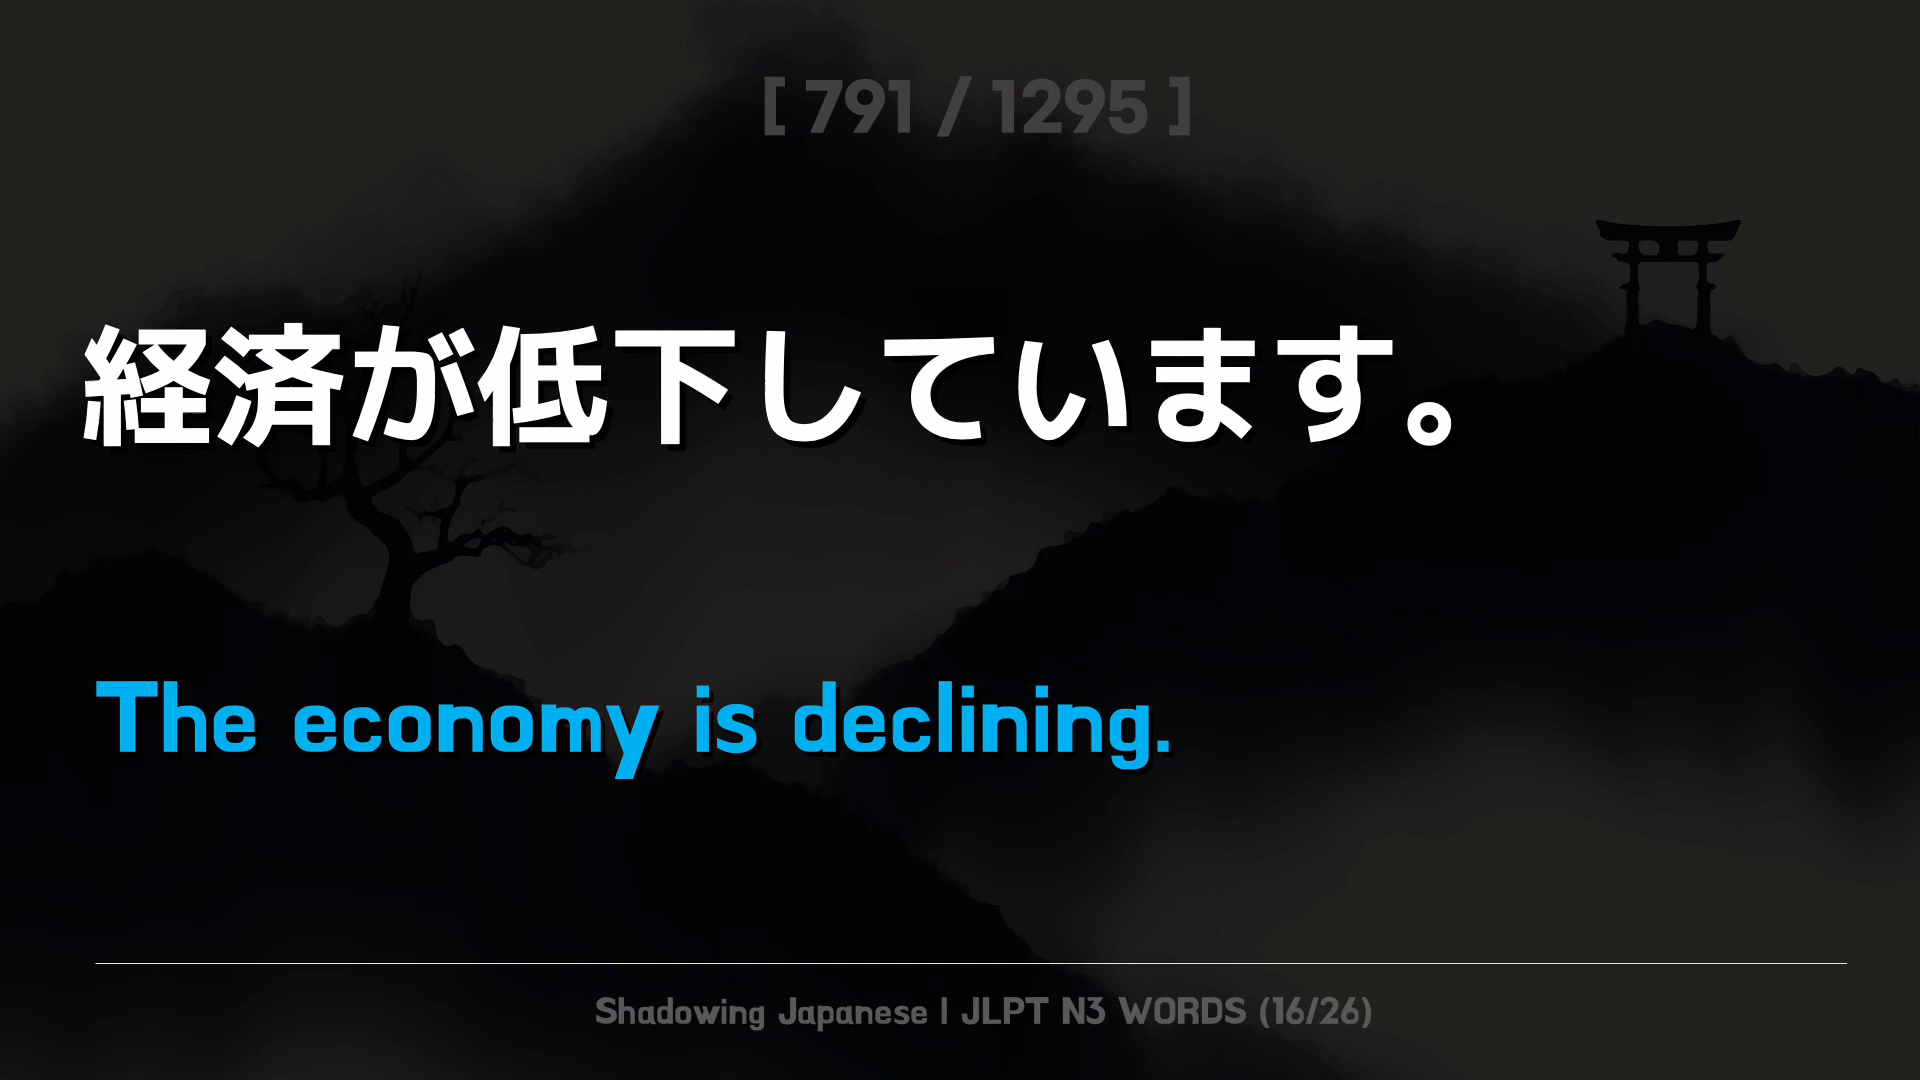 [ 791 / 1295 ]
経済が低下しています。
The economy is declining.
Shadowing Japanese | JLPT N3 WORDS (16/26)